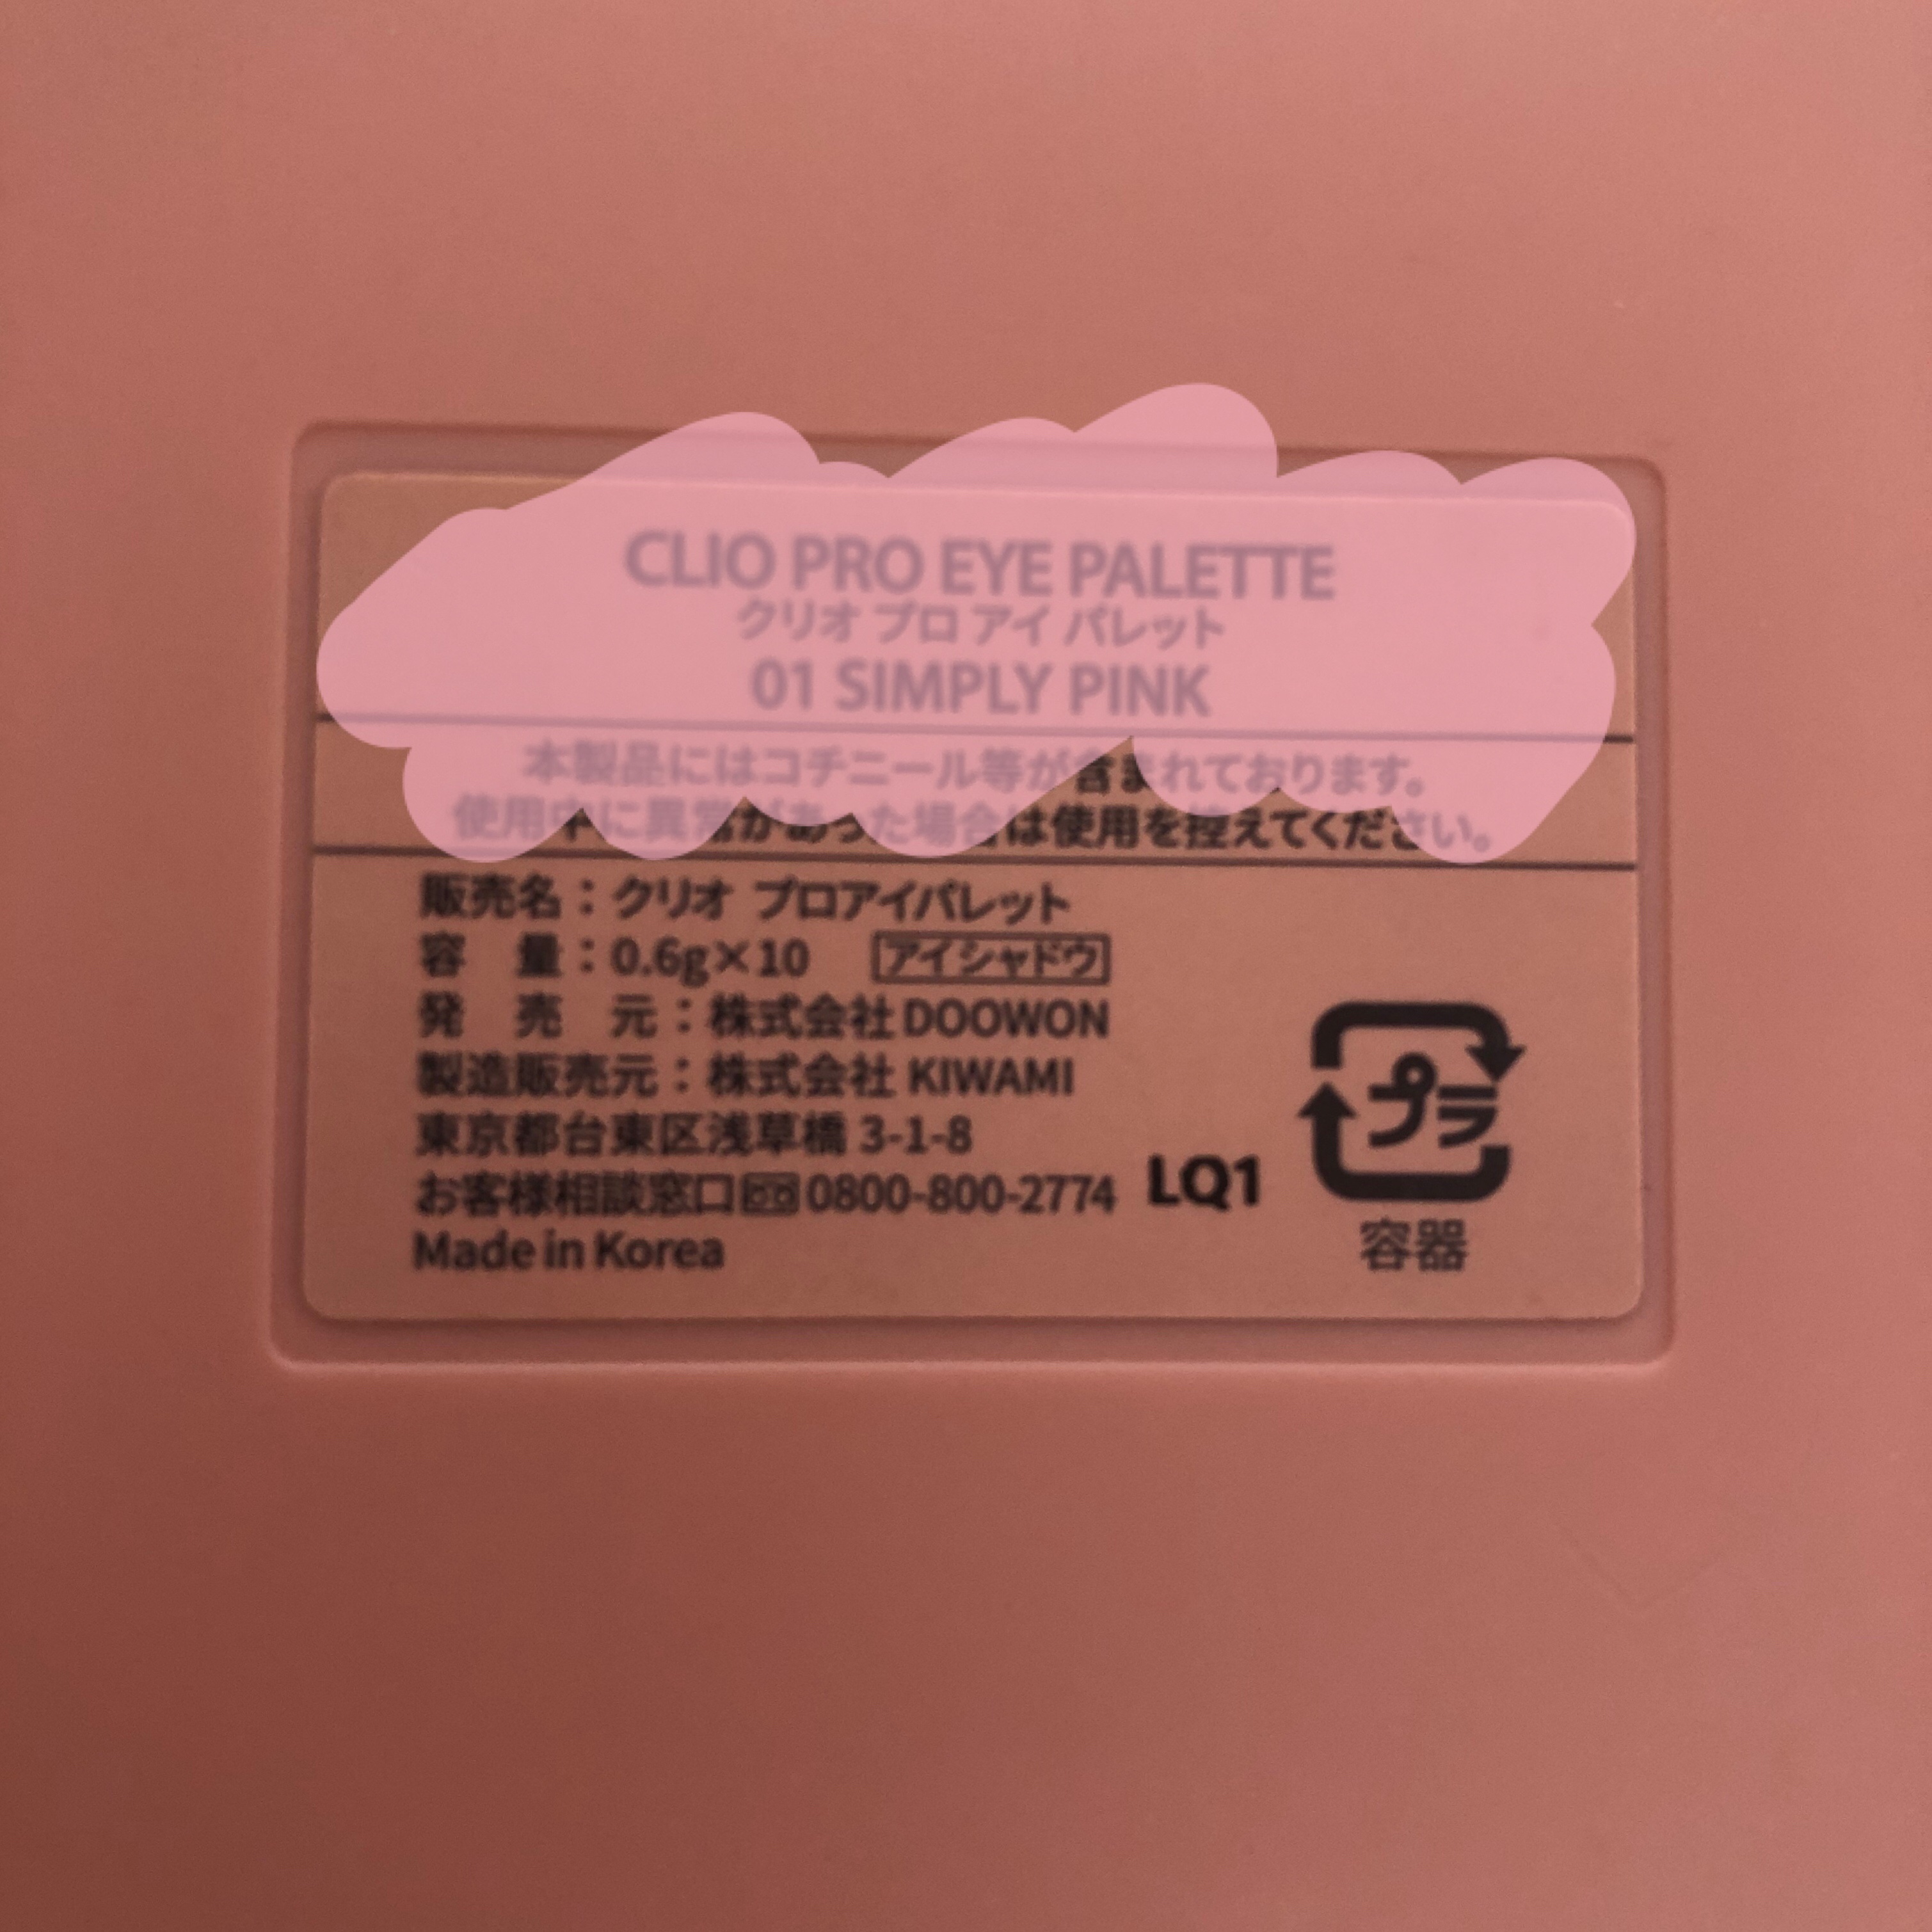 CLIO PRO EYE PALETTE
クリオ プロ アイ パレット
01 SIMPLY PINK
本製品にはコチニール等が含まれております。
使用中に異常があった場合は使用を控えてください。
販売名：クリオ プロアイパレット
容　量：0.6g×10　アイシャドウ
発　売　元：株式会社DOOWON
製造販売元：株式会社 KIWAMI
東京都台東区浅草橋 3-1-8
お客様相談窓口 0800-800-2774
Made in Korea
LQ1
プラ
容器